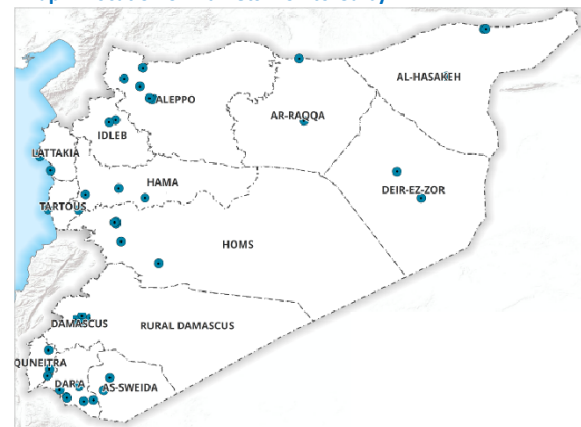 AL-HASAKEH
ALEPPO
AR-RAQQA
IDLEB
LATTAKIA
HAMA
DEIR-EZ-ZOR
TARTOUS
HOMS
DAMASCUS
RURAL DAMASCUS
QUNEITRA
DAR'A
AS-SWEIDA